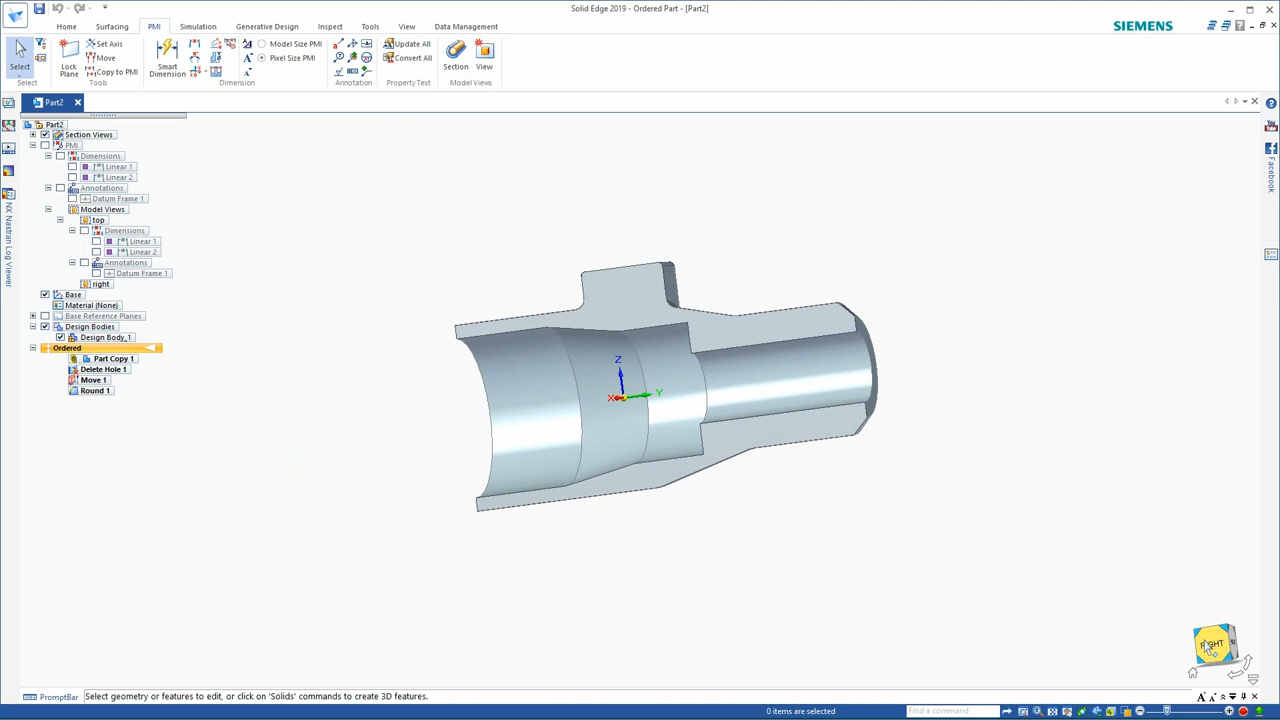 Solid Edge 2019 - Ordered Part - [Part2]
Home Surfacing PMI Simulation Generative Design Inspect Tools View Data Management
SIEMENS
Select
Lock Plane
Set Axis
Move
Copy to PMI
Smart Dimension
Model Size PMI
Pixel Size PMI
Update All
Convert All
Section
View
Select Tools Dimension Annotation Property Text Model Views
Part2
Part2
Section Views
PMI
Dimensions
Linear 1
Linear 2
Annotations
Datum Frame 1
Model Views
top
Dimensions
Linear 1
Linear 2
Annotations
Datum Frame 1
right
Base
Material (None)
Base Reference Planes
Design Bodies
Design Body_1
Ordered
Part Copy 1
Delete Hole 1
Move 1
Round 1
NX Nastran Log Viewer
Facebook
Z
X
Y
RIGHT
PromptBar
Select geometry or features to edit, or click on 'Solids' commands to create 3D features.
0 items are selected
Find a command